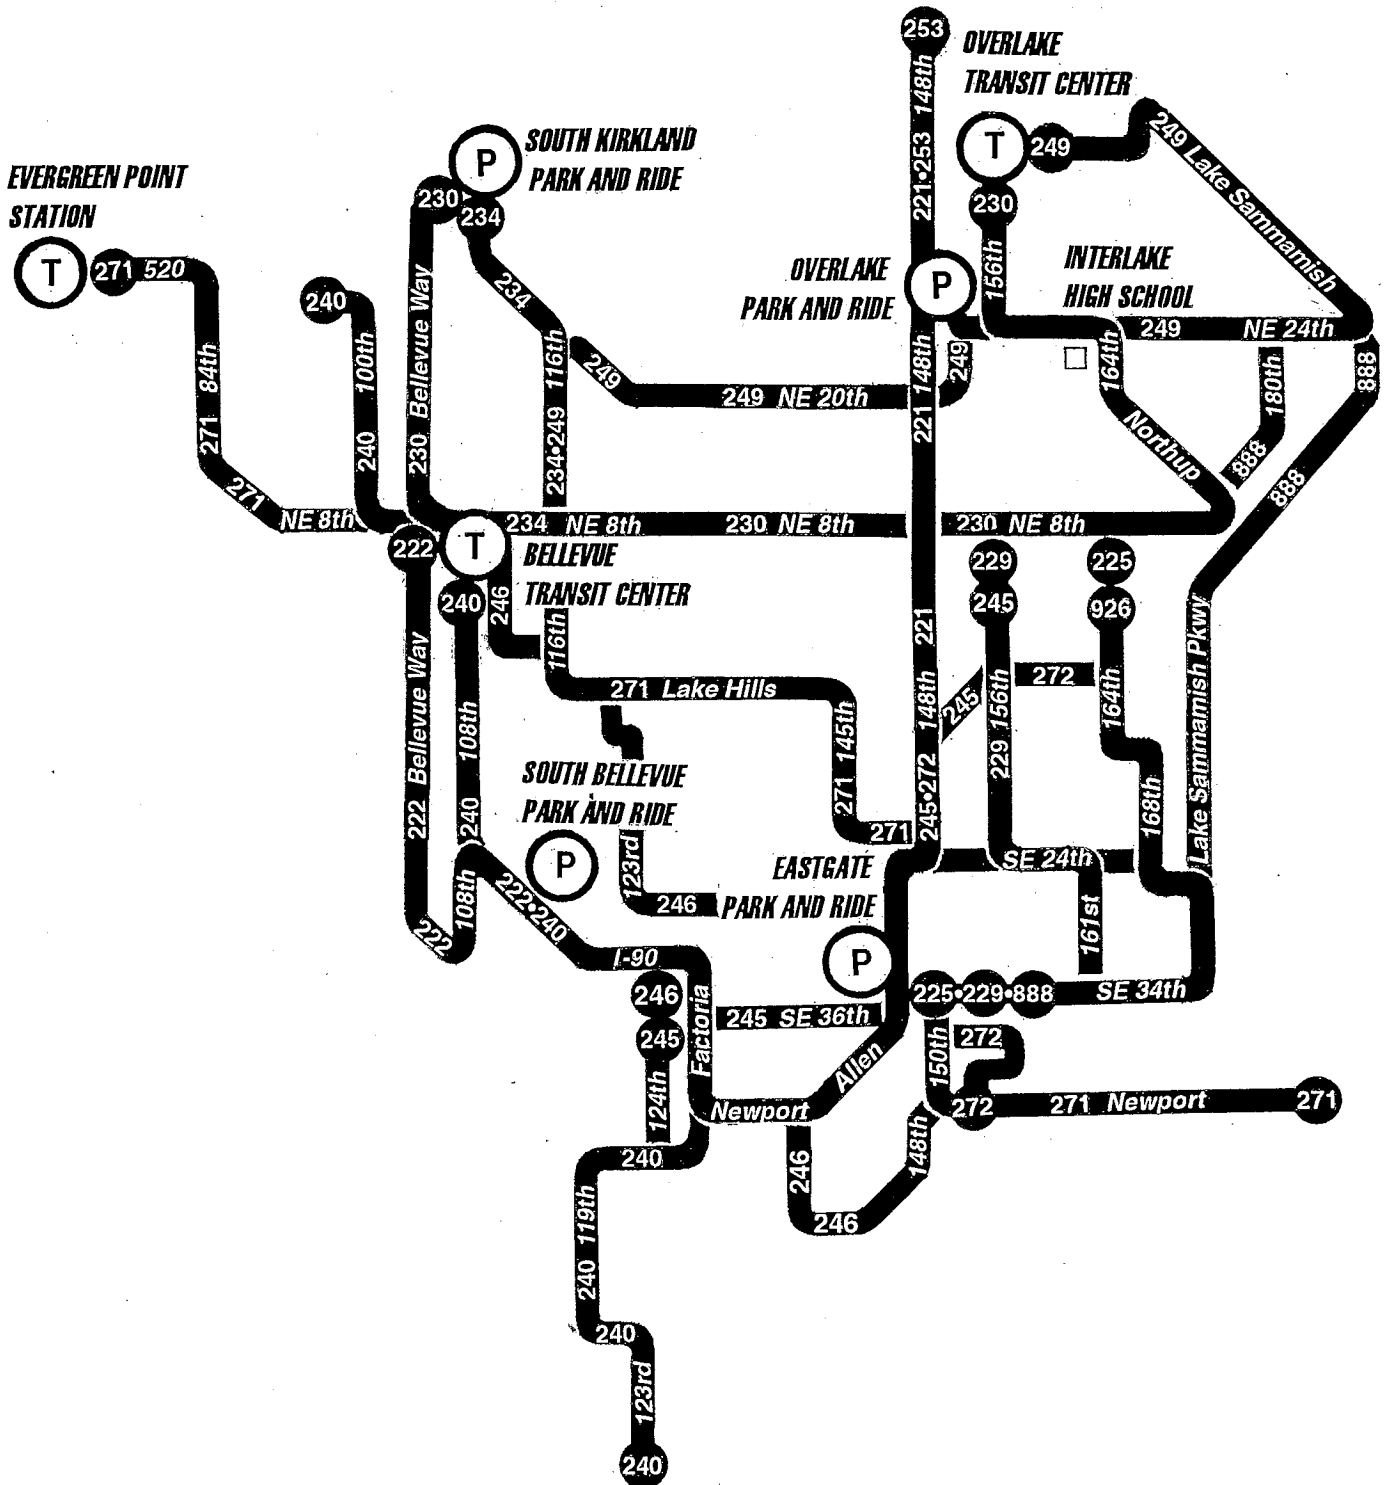 253
OVERLAKE
TRANSIT CENTER
148th
221•253
T
249
249 Lake Sammamish
230
156th
SOUTH KIRKLAND
PARK AND RIDE
P
230
234
EVERGREEN POINT
STATION
T
271
520
84th
271
271
NE 8th
240
100th
240
Bellevue Way
230
234
116th
234•249
249
249 NE 20th
249
OVERLAKE
PARK AND RIDE
P
INTERLAKE
HIGH SCHOOL
249
NE 24th
148th
221
164th
Northup
180th
888
888
888
222
T
234 NE 8th
230 NE 8th
230 NE 8th
BELLEVUE
TRANSIT CENTER
240
246
116th
229
245
225
926
221
148th
245
245•272
272
156th
229
164th
168th
Lake Sammamish Pkwy
Lake Sammamish Pkwy
Bellevue Way
222
108th
240
271 Lake Hills
145th
271
271
SOUTH BELLEVUE
PARK AND RIDE
P
123rd
246
EASTGATE
PARK AND RIDE
P
SE 24th
161st
222
108th
222•240
I-90
246
245
Factoria
245 SE 36th
225•229•888
SE 34th
124th
Newport
Allen
150th
272
272
271 Newport
271
240
246
148th
246
119th
240
240
123rd
240